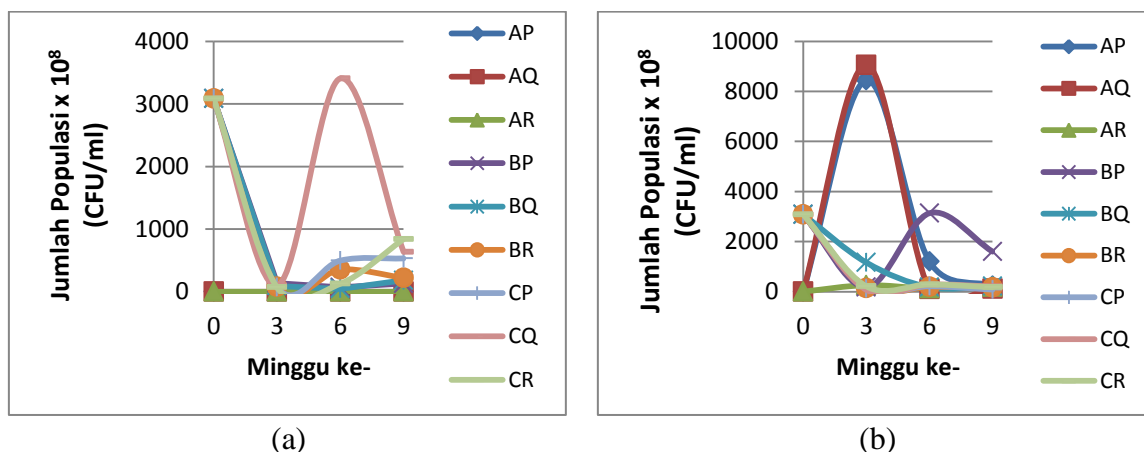 Jumlah Populasi x 10⁸
(CFU/ml)
4000
3000
2000
1000
0
0 3 6 9
Minggu ke-
AP
AQ
AR
BP
BQ
BR
CP
CQ
CR
(a)
Jumlah Populasi x 10⁸
(CFU/ml)
10000
8000
6000
4000
2000
0
0 3 6 9
Minggu ke-
AP
AQ
AR
BP
BQ
BR
CP
CQ
CR
(b)